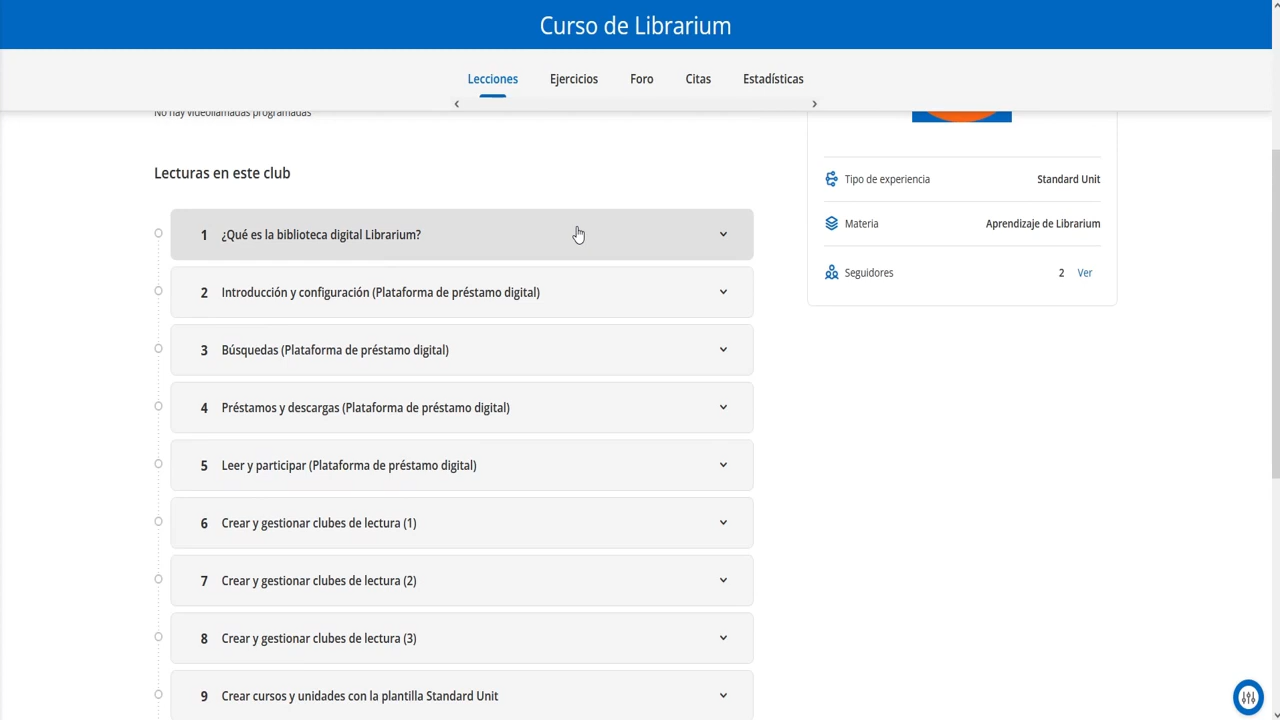 Curso de Librarium
Lecciones
Ejercicios
Foro
Citas
Estadísticas
No hay videollamadas programadas
Lecturas en este club
1 ¿Qué es la biblioteca digital Librarium?
2 Introducción y configuración (Plataforma de préstamo digital)
3 Búsquedas (Plataforma de préstamo digital)
4 Préstamos y descargas (Plataforma de préstamo digital)
5 Leer y participar (Plataforma de préstamo digital)
6 Crear y gestionar clubes de lectura (1)
7 Crear y gestionar clubes de lectura (2)
8 Crear y gestionar clubes de lectura (3)
9 Crear cursos y unidades con la plantilla Standard Unit
Tipo de experiencia Standard Unit
Materia Aprendizaje de Librarium
Seguidores 2 Ver